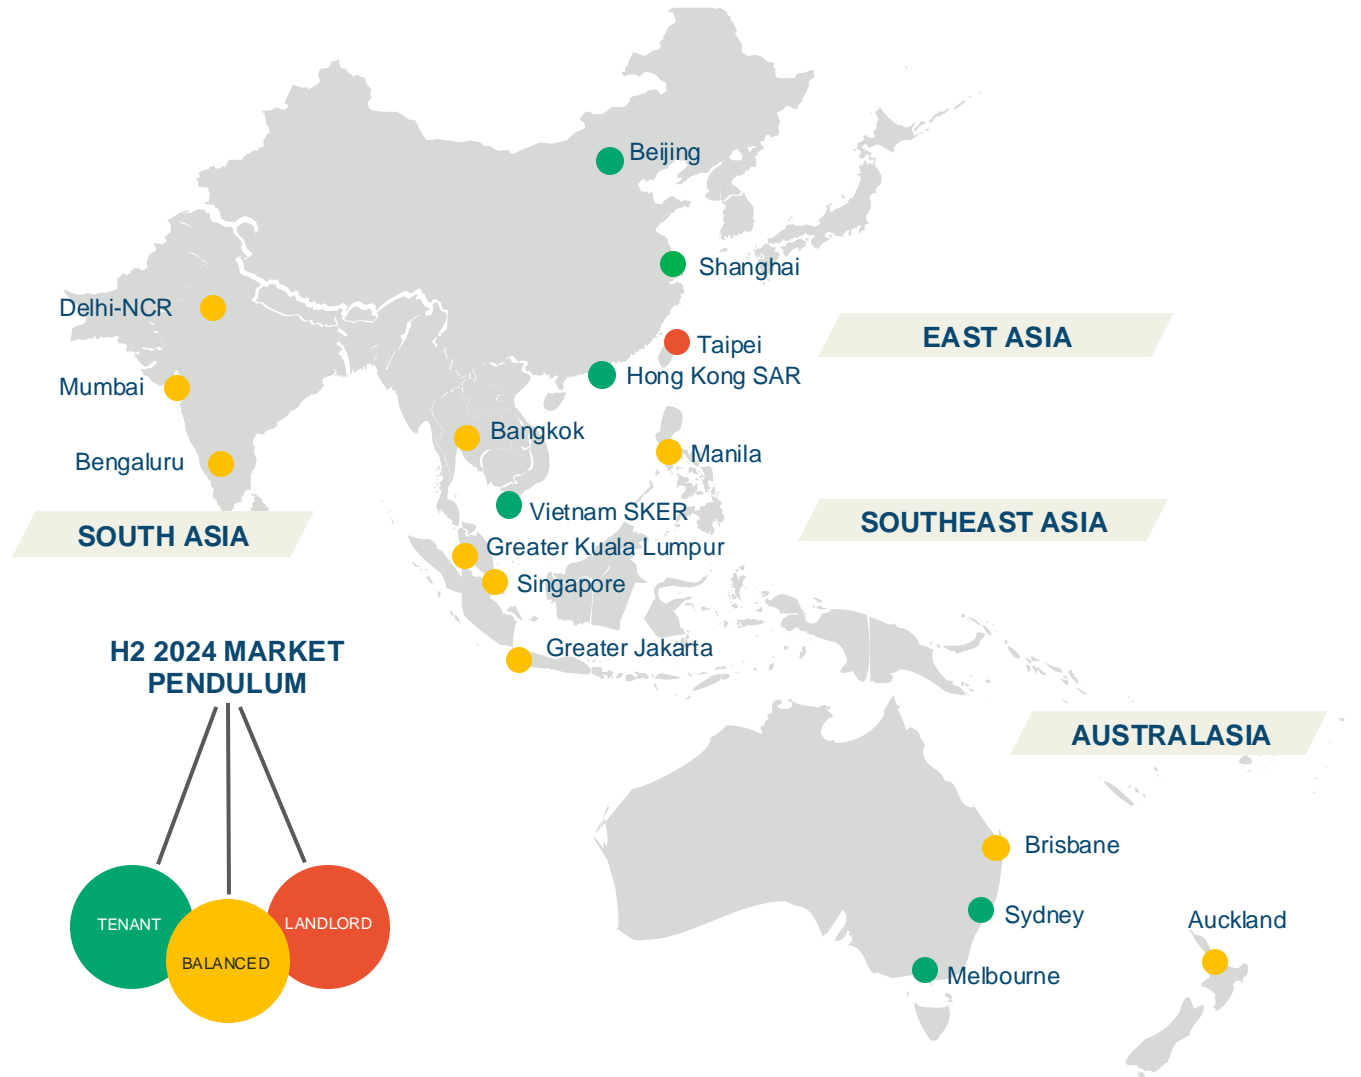 Beijing
Shanghai
Delhi-NCR
EAST ASIA
Taipei
Hong Kong SAR
Mumbai
Bangkok
Manila
Bengaluru
Vietnam SKER
SOUTHEAST ASIA
SOUTH ASIA
Greater Kuala Lumpur
Singapore
Greater Jakarta
H2 2024 MARKET
PENDULUM
AUSTRALASIA
Brisbane
Sydney
Auckland
Melbourne
TENANT
LANDLORD
BALANCED